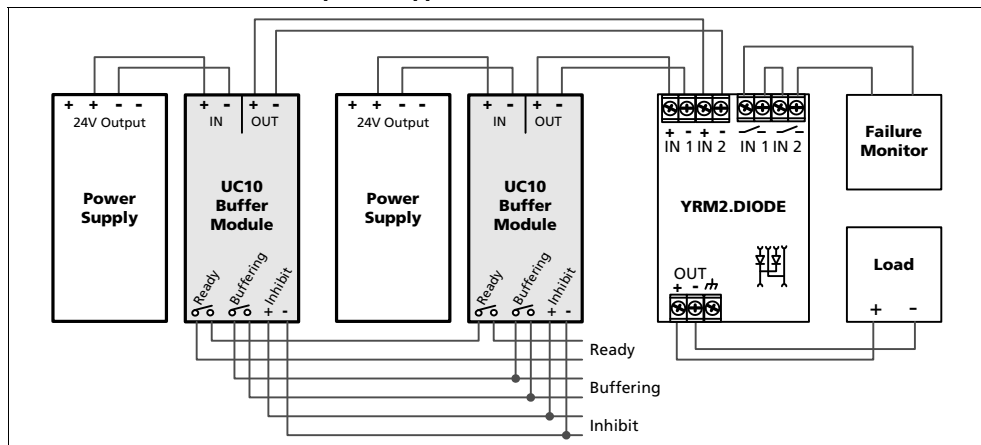 + + - -
24V Output
Power
Supply
+ - + -
IN OUT
UC10
Buffer
Module
Ready
Buffering
Inhibit
+ -
+ + - -
24V Output
Power
Supply
+ - + -
IN OUT
UC10
Buffer
Module
Ready
Buffering
Inhibit
+ -
+ - + -
IN 1 IN 2 IN 1 IN 2
YRM2.DIODE
OUT
+ -
Failure
Monitor
Load
+ -
Ready
Buffering
Inhibit